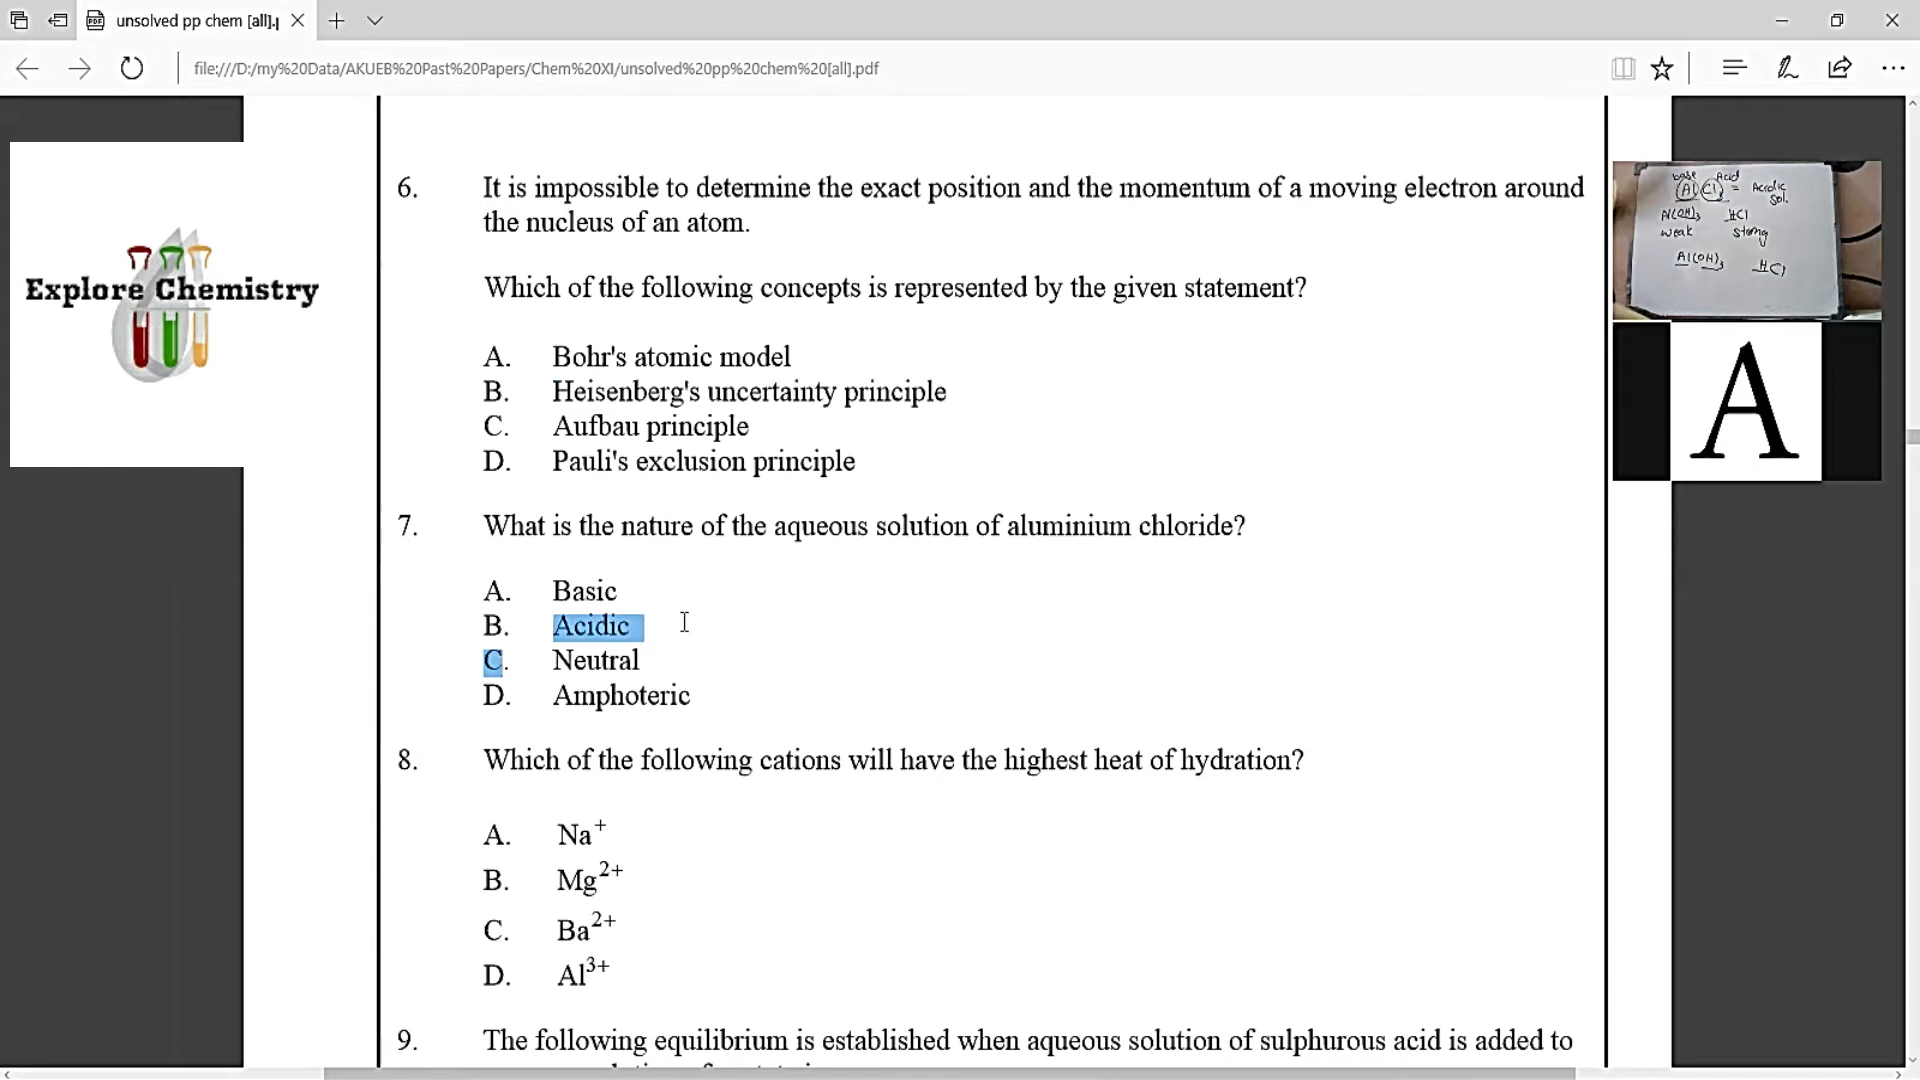 unsolved pp chem [all].p
file:///D:/my%20Data/AKUEB%20Past%20Papers/Chem%20XI/unsolved%20pp%20chem%20[all].pdf
Explore Chemistry
6. It is impossible to determine the exact position and the momentum of a moving electron around
the nucleus of an atom.
Which of the following concepts is represented by the given statement?
A. Bohr's atomic model
B. Heisenberg's uncertainty principle
C. Aufbau principle
D. Pauli's exclusion principle
7. What is the nature of the aqueous solution of aluminium chloride?
A. Basic
B. Acidic
C. Neutral
D. Amphoteric
8. Which of the following cations will have the highest heat of hydration?
A. Na⁺
B. Mg²⁺
C. Ba²⁺
D. Al³⁺
9. The following equilibrium is established when aqueous solution of sulphurous acid is added to
base Acid
Al Cl₃ = Acidic
sol.
Al(OH)₃ HCl
weak strong
Al(OH)₃ HCl
A